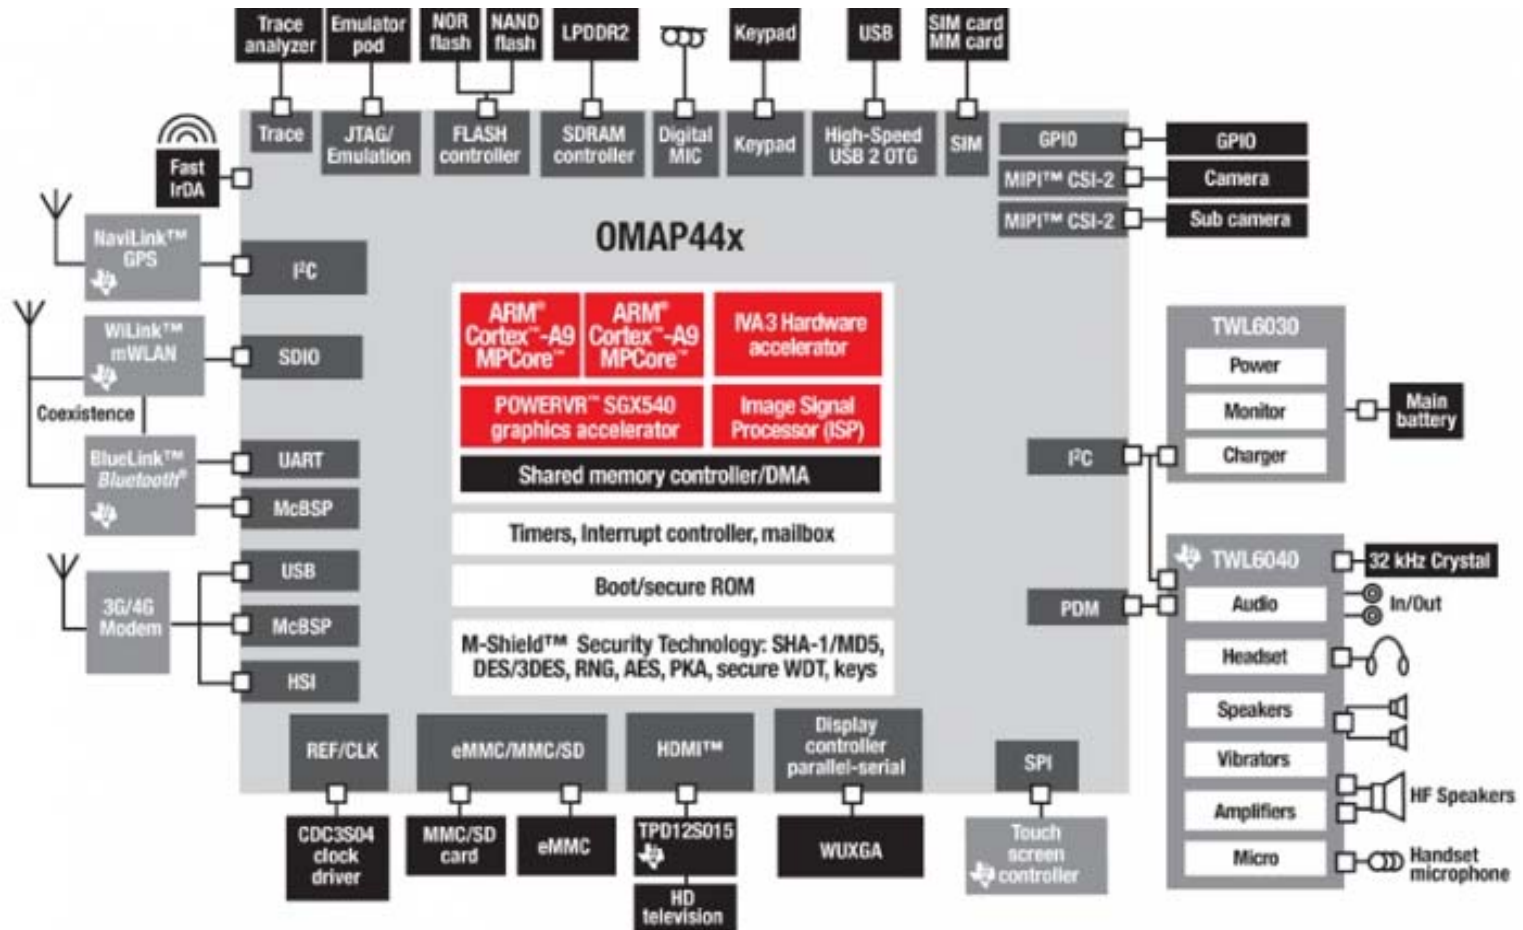 Trace
analyzer
Emulator
pod
NOR
flash
NAND
flash
LPDDR2
Keypad
USB
SIM card
MM card
Trace
JTAG/
Emulation
FLASH
controller
SDRAM
controller
Digital
MIC
Keypad
High-Speed
USB 2 OTG
SIM
GPIO
GPIO
MIPI™ CSI-2
Camera
MIPI™ CSI-2
Sub camera
Fast
IrDA
OMAP44x
NaviLink™
GPS
I²C
WiLink™
mWLAN
SDIO
Coexistence
BlueLink™
Bluetooth®
UART
McBSP
3G/4G
Modem
USB
McBSP
HSI
ARM®
Cortex™-A9
MPCore™
ARM®
Cortex™-A9
MPCore™
IVA3 Hardware
accelerator
POWERVR™ SGX540
graphics accelerator
Image Signal
Processor (ISP)
Shared memory controller/DMA
Timers, Interrupt controller, mailbox
Boot/secure ROM
M-Shield™ Security Technology: SHA-1/MD5,
DES/3DES, RNG, AES, PKA, secure WDT, keys
I²C
PDM
TWL6030
Power
Monitor
Charger
Main
battery
TWL6040
32 kHz Crystal
Audio
In/Out
Headset
Speakers
Vibrators
Amplifiers
HF Speakers
Micro
Handset
microphone
REF/CLK
eMMC/MMC/SD
HDMI™
Display
controller
parallel-serial
SPI
CDC3S04
clock
driver
MMC/SD
card
eMMC
TPD12S015
HD
television
WUXGA
Touch
screen
controller